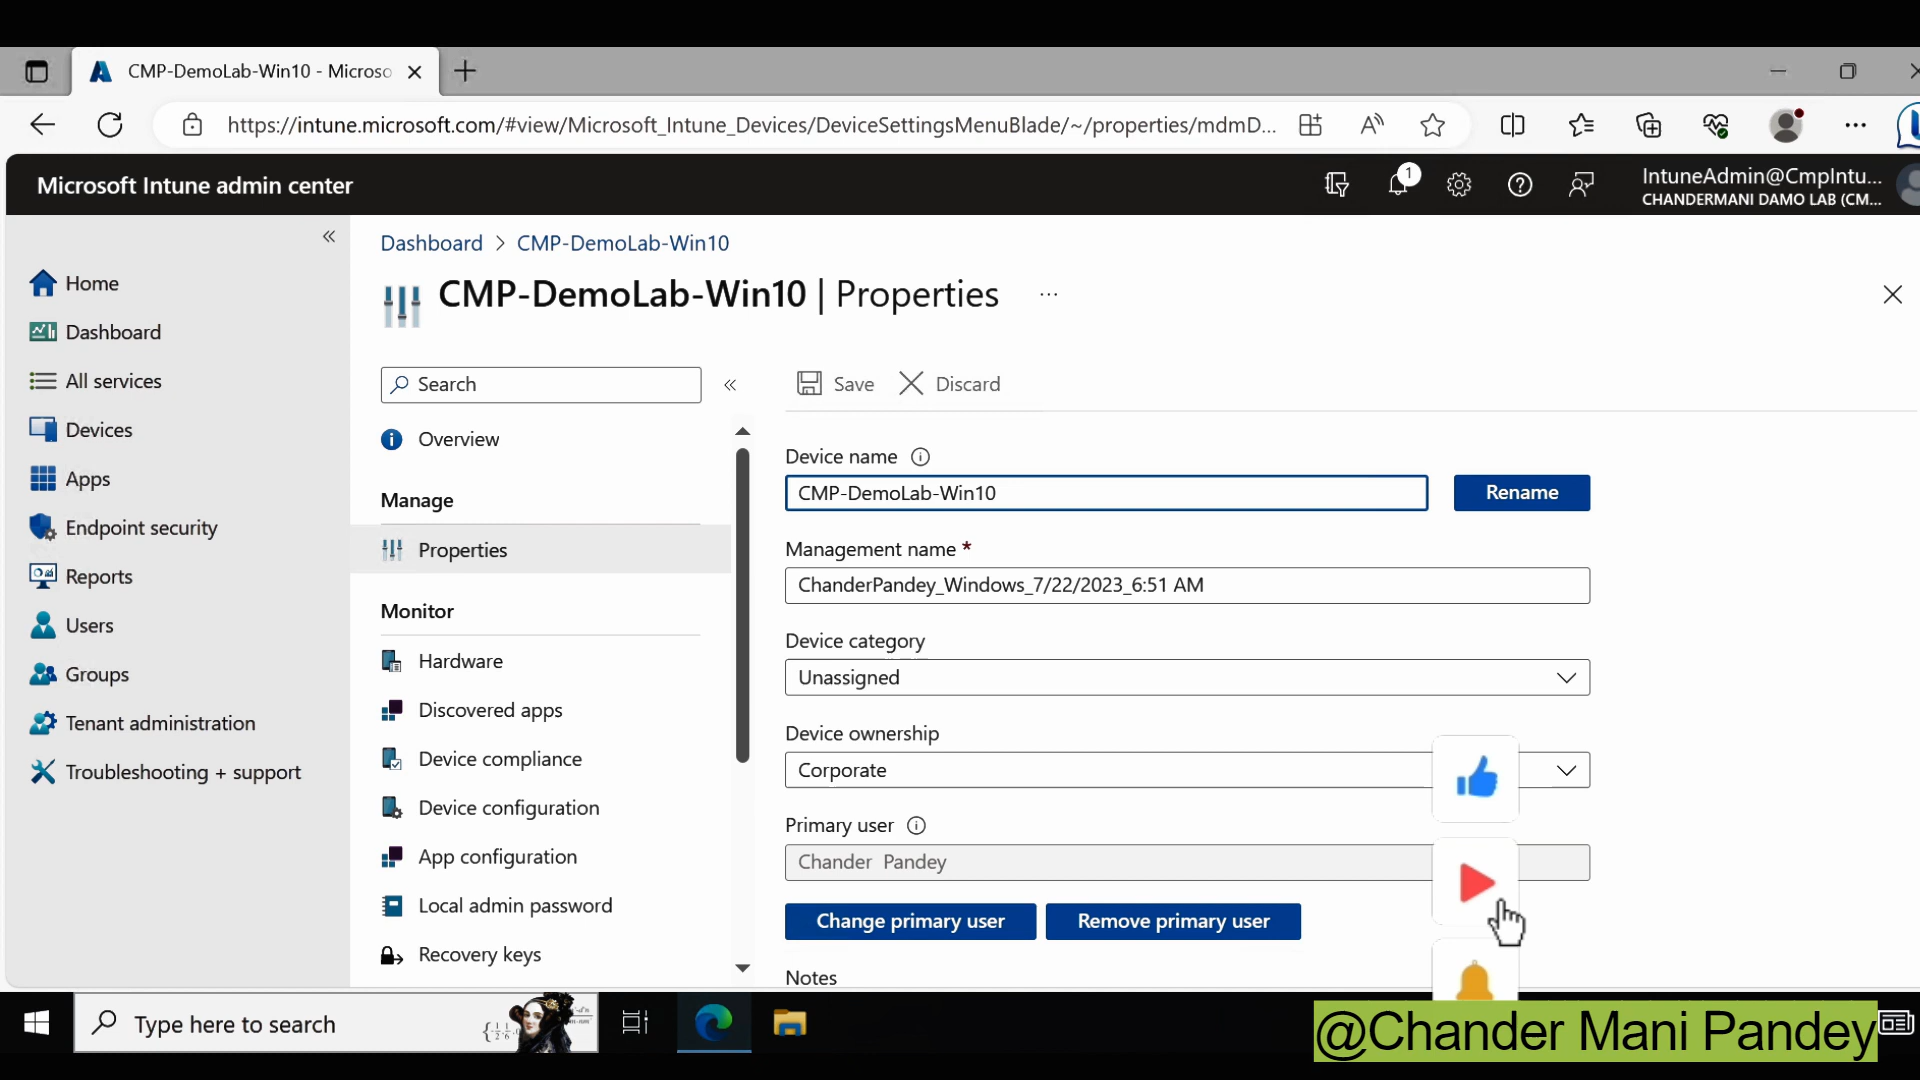 CMP-DemoLab-Win10 - Microso
https://intune.microsoft.com/#view/Microsoft_Intune_Devices/DeviceSettingsMenuBlade/~/properties/mdmD...
Microsoft Intune admin center
1
IntuneAdmin@CmpIntu...
CHANDERMANI DAMO LAB (CM...
Home
Dashboard
All services
Devices
Apps
Endpoint security
Reports
Users
Groups
Tenant administration
Troubleshooting + support
Dashboard > CMP-DemoLab-Win10
CMP-DemoLab-Win10 | Properties
Search
Overview
Manage
Properties
Monitor
Hardware
Discovered apps
Device compliance
Device configuration
App configuration
Local admin password
Recovery keys
Save Discard
Device name
CMP-DemoLab-Win10
Rename
Management name *
ChanderPandey_Windows_7/22/2023_6:51 AM
Device category
Unassigned
Device ownership
Corporate
Primary user
Chander Pandey
Change primary user Remove primary user
Notes
Type here to search
@Chander Mani Pandey